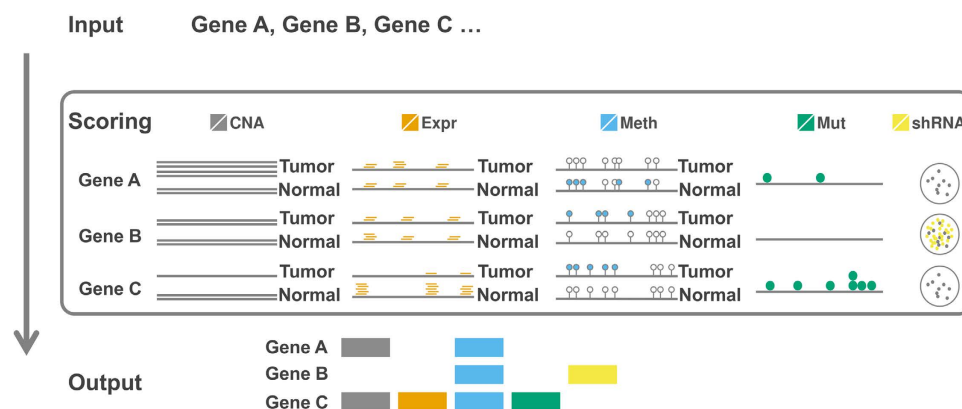 Input Gene A, Gene B, Gene C ...
Scoring CNA Expr Meth Mut shRNA
Tumor Tumor Tumor
Gene A
Normal Normal Normal
Tumor Tumor Tumor
Gene B
Normal Normal Normal
Tumor Tumor Tumor
Gene C
Normal Normal Normal
Gene A
Gene B
Output
Gene C